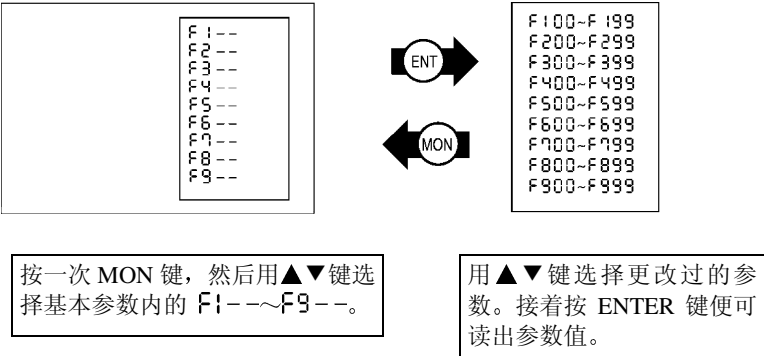 F1--
F2--
F3--
F4--
F5--
F6--
F7--
F8--
F9--
ENT
MON
F100~F199
F200~F299
F300~F399
F400~F499
F500~F599
F600~F699
F700~F799
F800~F899
F900~F999
按一次 MON 键，然后用▲▼键选
择基本参数内的 F1--～F9--。
用▲▼键选择更改过的参
数。接着按 ENTER 键便可
读出参数值。